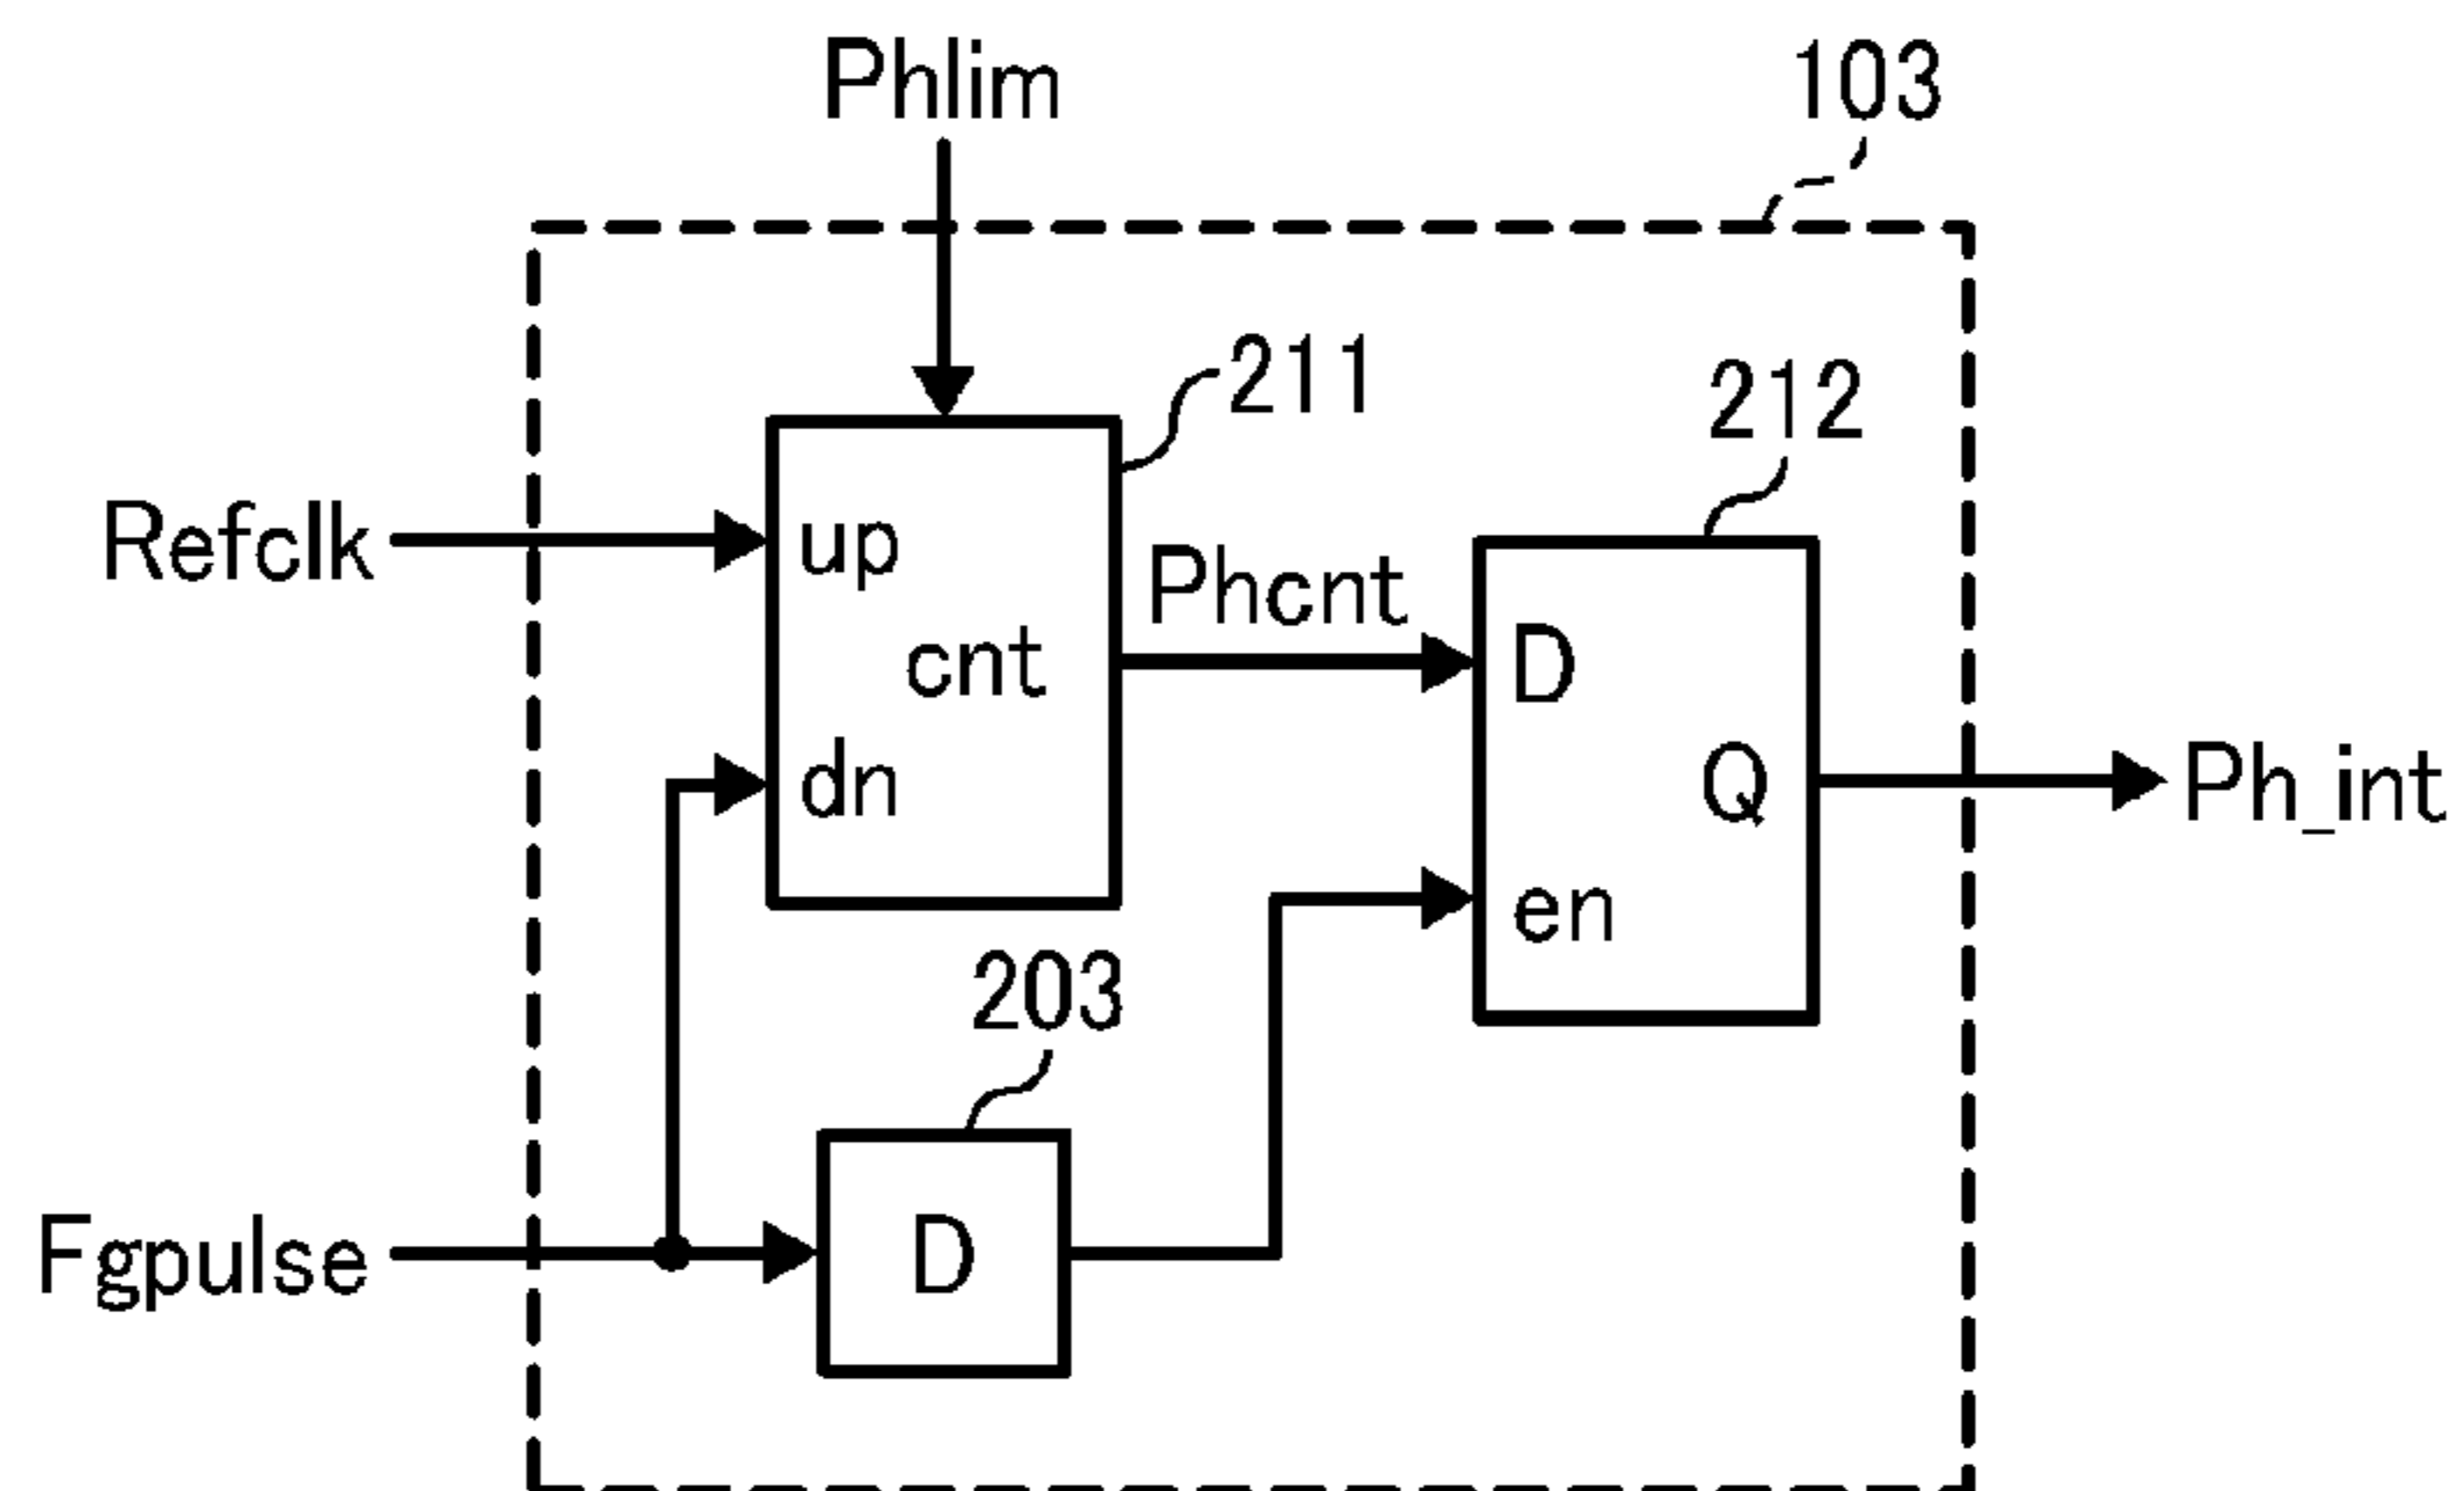 Phlim
103
211
212
Refclk
up
Phcnt
cnt
D
dn
Q
Ph_int
en
203
Fgpulse
D